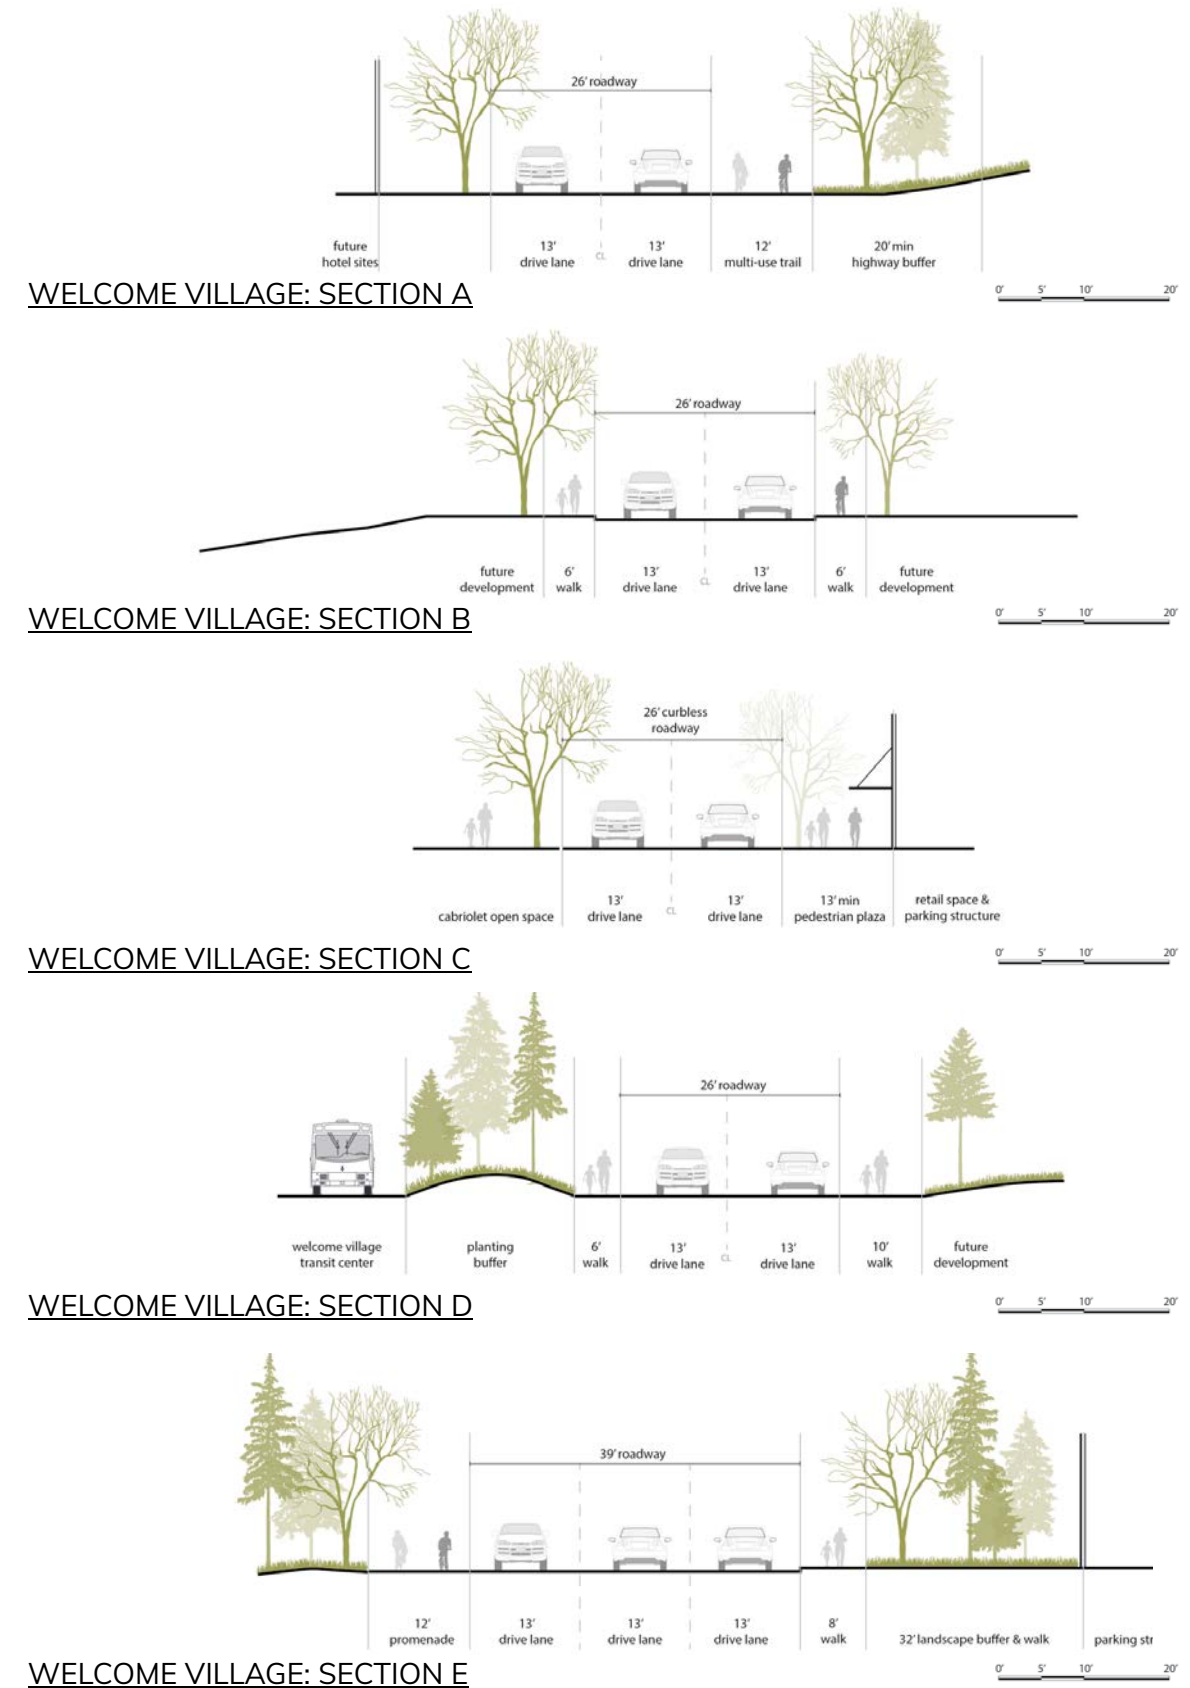 26' roadway
future
hotel sites
13'
drive lane
CL
13'
drive lane
12'
multi-use trail
20' min
highway buffer
WELCOME VILLAGE: SECTION A
0' 5' 10' 20'
26' roadway
future
development
6'
walk
13'
drive lane
CL
13'
drive lane
6'
walk
future
development
WELCOME VILLAGE: SECTION B
0' 5' 10' 20'
26' curbless
roadway
cabriolet open space
13'
drive lane
CL
13'
drive lane
13' min
pedestrian plaza
retail space &
parking structure
WELCOME VILLAGE: SECTION C
0' 5' 10' 20'
26' roadway
welcome village
transit center
planting
buffer
6'
walk
13'
drive lane
CL
13'
drive lane
10'
walk
future
development
WELCOME VILLAGE: SECTION D
0' 5' 10' 20'
39' roadway
12'
promenade
13'
drive lane
13'
drive lane
13'
drive lane
8'
walk
32' landscape buffer & walk
parking str
WELCOME VILLAGE: SECTION E
0' 5' 10' 20'